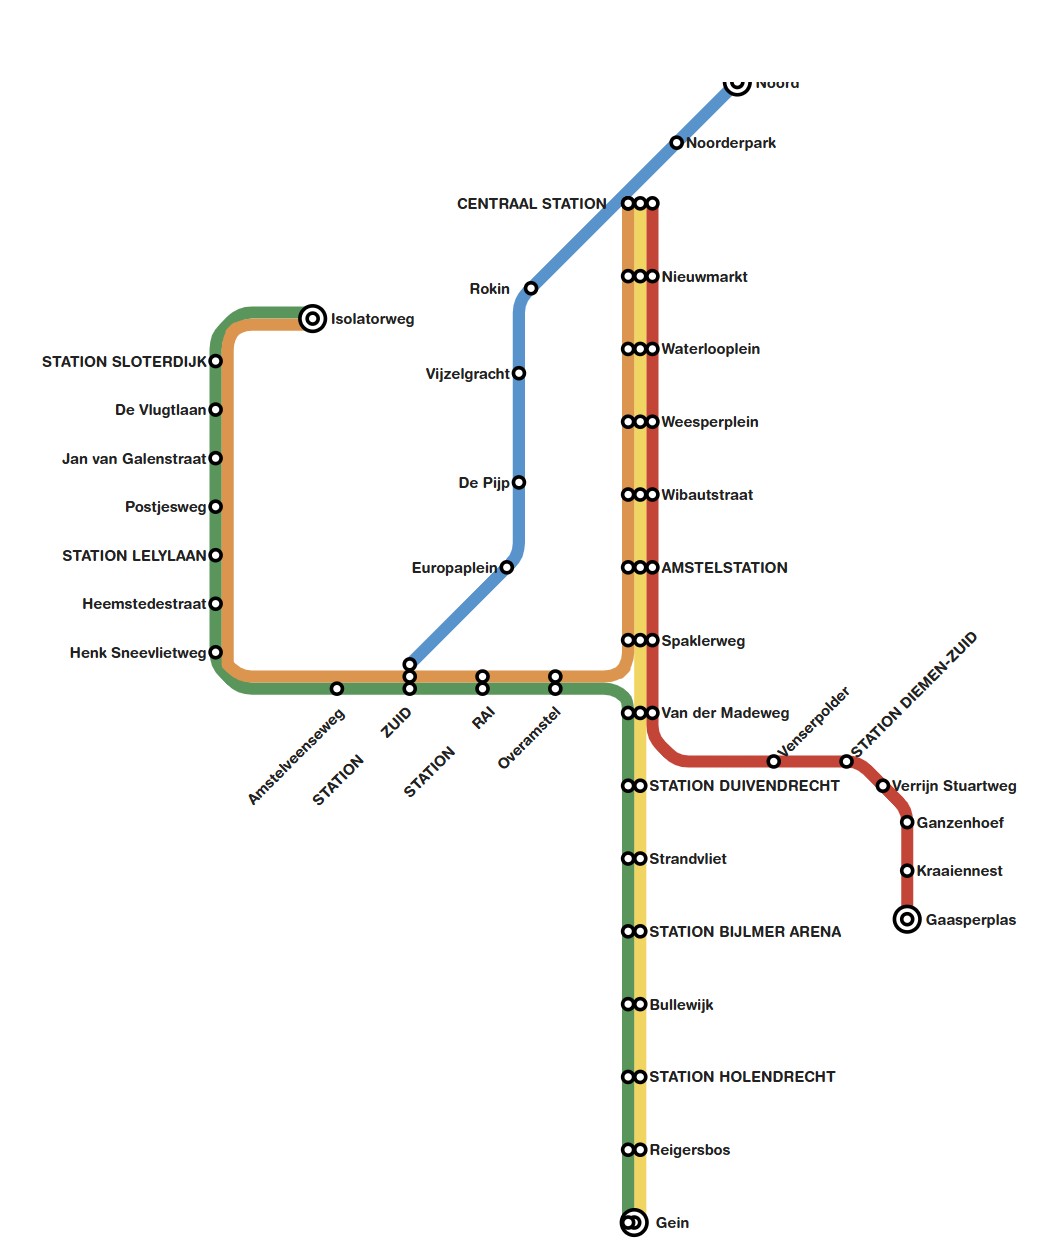 Noord
Noorderpark
CENTRAAL STATION
Nieuwmarkt
Rokin
Isolatorweg
Waterlooplein
STATION SLOTERDIJK
Vijzelgracht
De Vlugtlaan
Weesperplein
Jan van Galenstraat
De Pijp
Wibautstraat
Postjesweg
STATION LELYLAAN
Europaplein
AMSTELSTATION
Heemstedestraat
Spaklerweg
Henk Sneevlietweg
Van der Madeweg
Amstelveenseweg
STATION ZUID
STATION RAI
Overamstel
Venserpolder
STATION DIEMEN-ZUID
STATION DUIVENDRECHT
Verrijn Stuartweg
Ganzenhoef
Strandvliet
Kraaiennest
Gaasperplas
STATION BIJLMER ARENA
Bullewijk
STATION HOLENDRECHT
Reigersbos
Gein